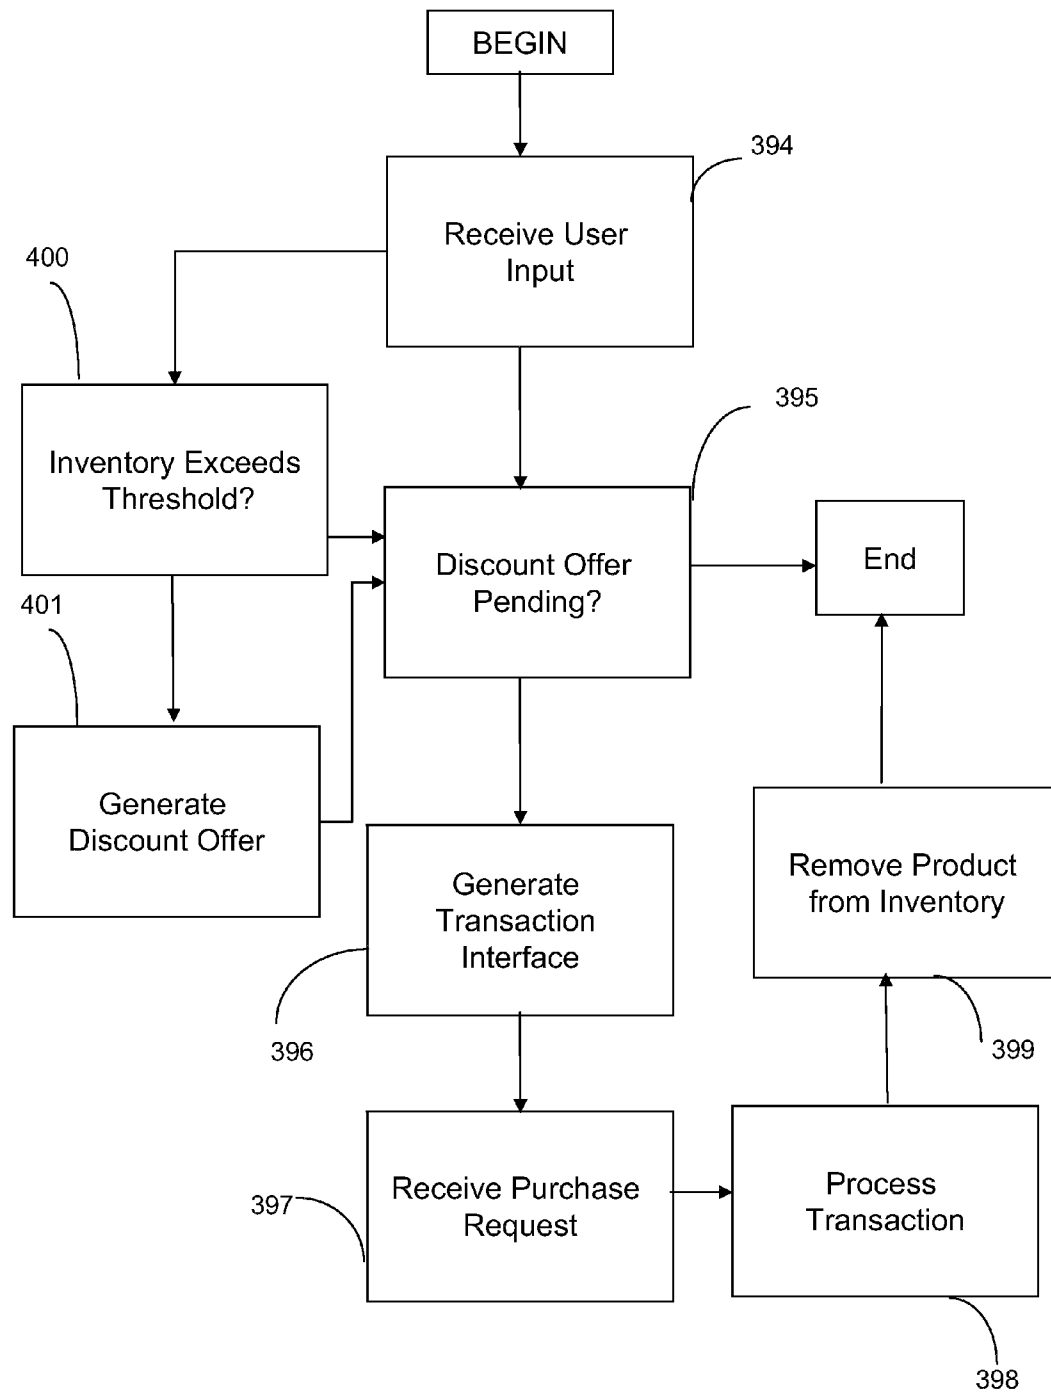 BEGIN
394
Receive User
Input
400
Inventory Exceeds
Threshold?
395
Discount Offer
Pending?
End
401
Generate
Discount Offer
Generate
Transaction
Interface
396
Remove Product
from Inventory
399
397
Receive Purchase
Request
Process
Transaction
398